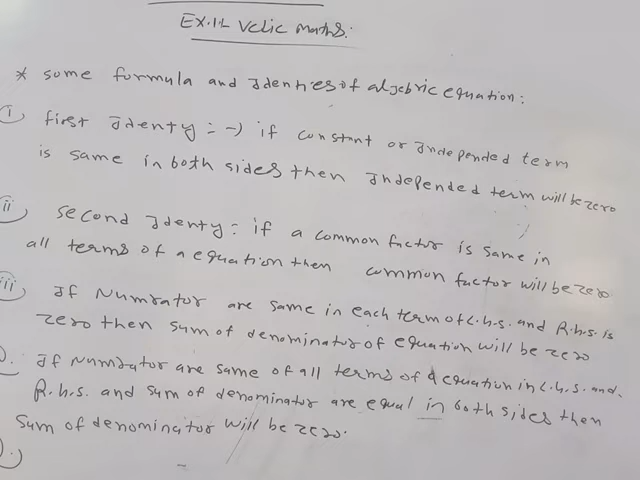 EX.11 Vedic maths.
* some formula and Identies of algebric equation:
(i) first Identy = → if constant or Independed term
is same in both sides then Independed term will be zero
ii) second Identy: if a common factor is same in
all terms of a equation then common factor will be zero.
iii) If Numrator are same in each term of L.h.s. and R.h.s. is
zero then sum of denominator of equation will be zero
If Numrator are same of all terms of a equation in L.h.s. and.
R.h.s. and sum of denominator are equal in both sides then
sum of denominator will be zero.